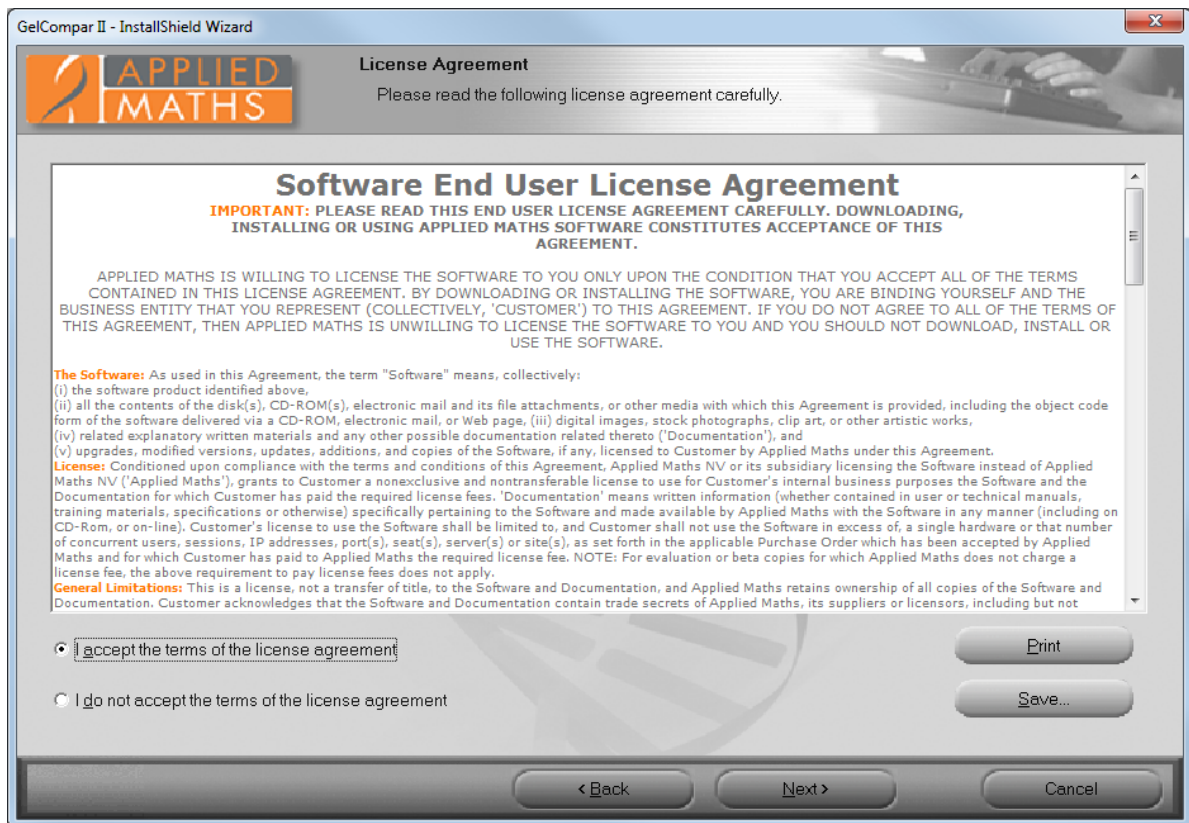 GelCompar II - InstallShield Wizard
APPLIED
MATHS
License Agreement
Please read the following license agreement carefully.
Software End User License Agreement
IMPORTANT: PLEASE READ THIS END USER LICENSE AGREEMENT CAREFULLY. DOWNLOADING,
INSTALLING OR USING APPLIED MATHS SOFTWARE CONSTITUTES ACCEPTANCE OF THIS
AGREEMENT.
APPLIED MATHS IS WILLING TO LICENSE THE SOFTWARE TO YOU ONLY UPON THE CONDITION THAT YOU ACCEPT ALL OF THE TERMS
CONTAINED IN THIS LICENSE AGREEMENT. BY DOWNLOADING OR INSTALLING THE SOFTWARE, YOU ARE BINDING YOURSELF AND THE
BUSINESS ENTITY THAT YOU REPRESENT (COLLECTIVELY, 'CUSTOMER') TO THIS AGREEMENT. IF YOU DO NOT AGREE TO ALL OF THE TERMS OF
THIS AGREEMENT, THEN APPLIED MATHS IS UNWILLING TO LICENSE THE SOFTWARE TO YOU AND YOU SHOULD NOT DOWNLOAD, INSTALL OR
USE THE SOFTWARE.
The Software: As used in this Agreement, the term "Software" means, collectively:
(i) the software product identified above,
(ii) all the contents of the disk(s), CD-ROM(s), electronic mail and its file attachments, or other media with which this Agreement is provided, including the object code
form of the software delivered via a CD-ROM, electronic mail, or Web page, (iii) digital images, stock photographs, clip art, or other artistic works,
(iv) related explanatory written materials and any other possible documentation related thereto ('Documentation'), and
(v) upgrades, modified versions, updates, additions, and copies of the Software, if any, licensed to Customer by Applied Maths under this Agreement.
License: Conditioned upon compliance with the terms and conditions of this Agreement, Applied Maths NV or its subsidiary licensing the Software instead of Applied
Maths NV ('Applied Maths'), grants to Customer a nonexclusive and nontransferable license to use for Customer's internal business purposes the Software and the
Documentation for which Customer has paid the required license fees. 'Documentation' means written information (whether contained in user or technical manuals,
training materials, specifications or otherwise) specifically pertaining to the Software and made available by Applied Maths with the Software in any manner (including on
CD-Rom, or on-line). Customer's license to use the Software shall be limited to, and Customer shall not use the Software in excess of, a single hardware or that number
of concurrent users, sessions, IP addresses, port(s), seat(s), server(s) or site(s), as set forth in the applicable Purchase Order which has been accepted by Applied
Maths and for which Customer has paid to Applied Maths the required license fee. NOTE: For evaluation or beta copies for which Applied Maths does not charge a
license fee, the above requirement to pay license fees does not apply.
General Limitations: This is a license, not a transfer of title, to the Software and Documentation, and Applied Maths retains ownership of all copies of the Software and
Documentation. Customer acknowledges that the Software and Documentation contain trade secrets of Applied Maths, its suppliers or licensors, including but not
I accept the terms of the license agreement
Print
I do not accept the terms of the license agreement
Save...
< Back
Next >
Cancel